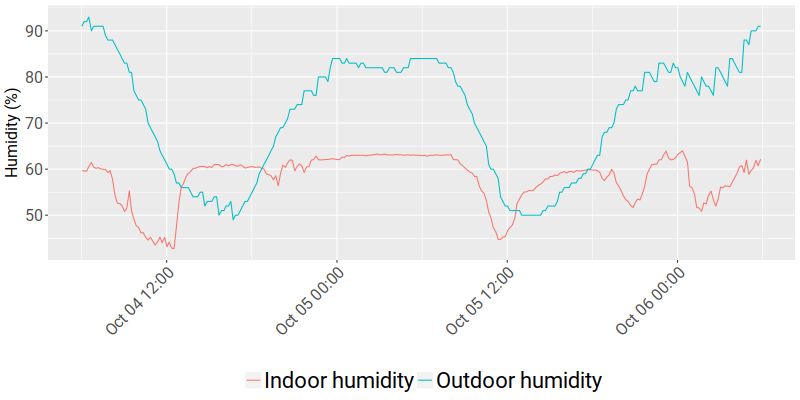 Humidity (%)
90
80
70
60
50
Oct 04 12:00
Oct 05 00:00
Oct 05 12:00
Oct 06 00:00
Indoor humidity
Outdoor humidity